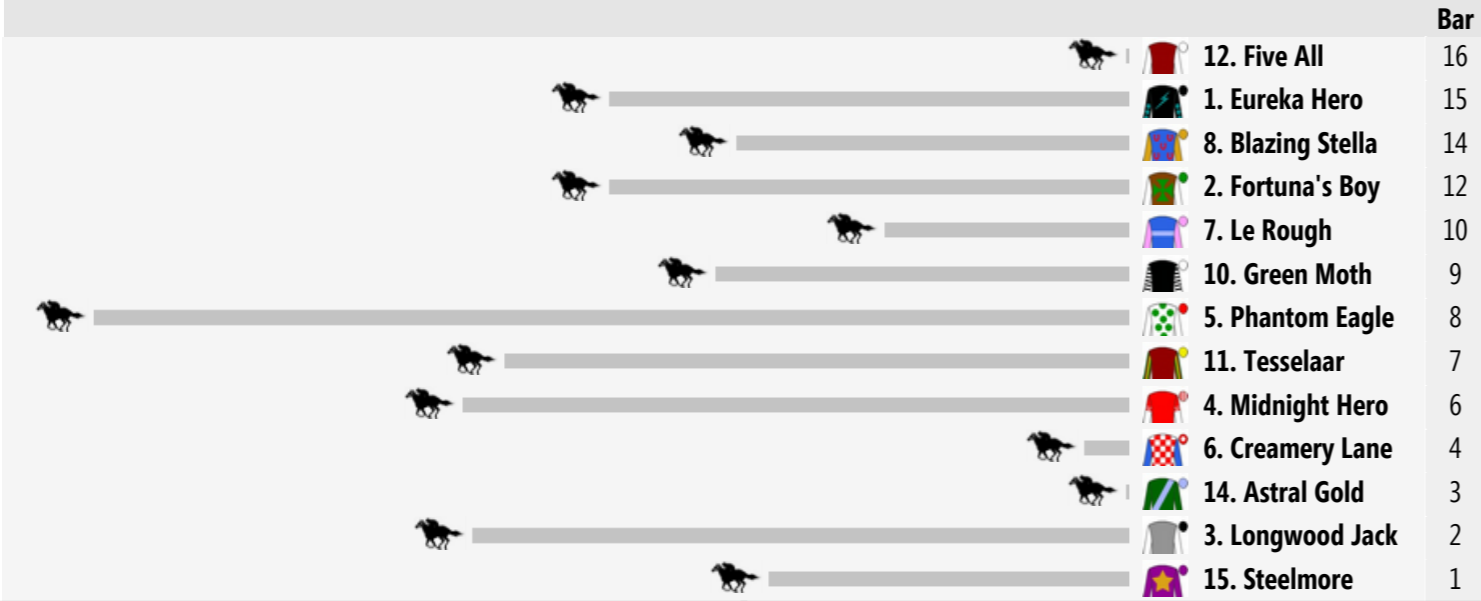 Bar
12. Five All 16
1. Eureka Hero 15
8. Blazing Stella 14
2. Fortuna's Boy 12
7. Le Rough 10
10. Green Moth 9
5. Phantom Eagle 8
11. Tesselaar 7
4. Midnight Hero 6
6. Creamery Lane 4
14. Astral Gold 3
3. Longwood Jack 2
15. Steelmore 1